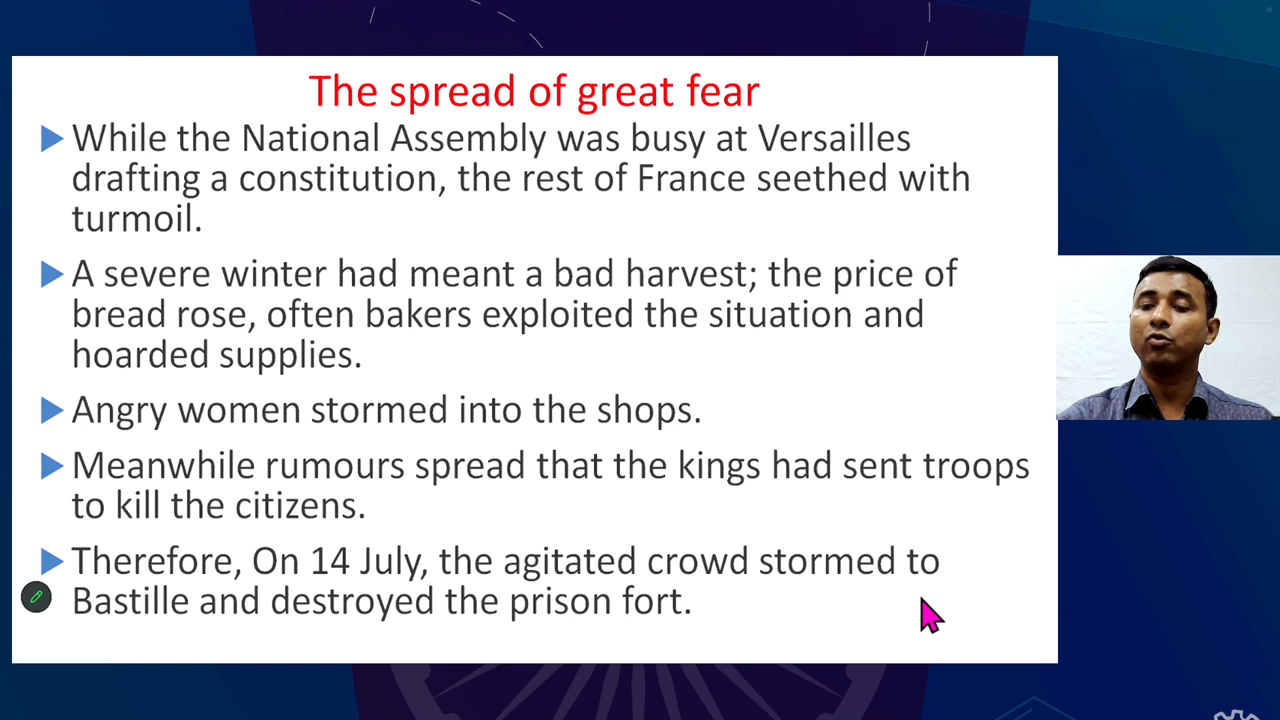 The spread of great fear
While the National Assembly was busy at Versailles
drafting a constitution, the rest of France seethed with
turmoil.
A severe winter had meant a bad harvest; the price of
bread rose, often bakers exploited the situation and
hoarded supplies.
Angry women stormed into the shops.
Meanwhile rumours spread that the kings had sent troops
to kill the citizens.
Therefore, On 14 July, the agitated crowd stormed to
Bastille and destroyed the prison fort.